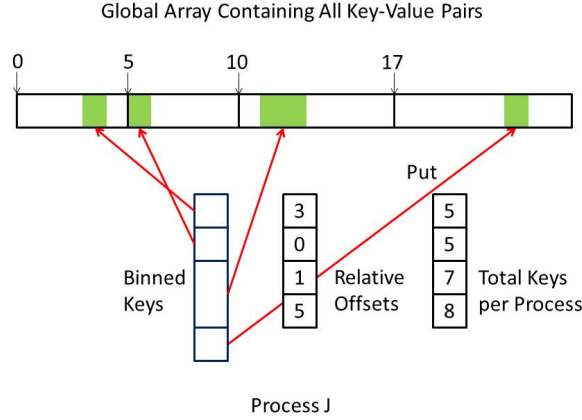 Global Array Containing All Key-Value Pairs
0 5 10 17
Put
3 5
0 5
Binned 1 Relative 7 Total Keys
Keys 5 Offsets 8 per Process
Process J